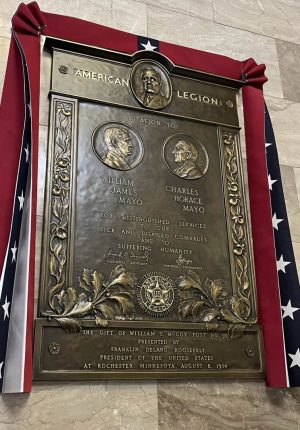 AMERICAN LEGION
CITATION TO
WILLIAM
JAMES
MAYO
CHARLES
HORACE
MAYO
FOR DISTINGUISHED SERVICES
TO OUR
SICK AND DISABLED COMRADES
AND TO
SUFFERING HUMANITY
THE GIFT OF WILLIAM T. McCOY POST NO. 92
PRESENTED BY
FRANKLIN DELANO ROOSEVELT
PRESIDENT OF THE UNITED STATES
AT ROCHESTER MINNESOTA, AUGUST 8, 1934